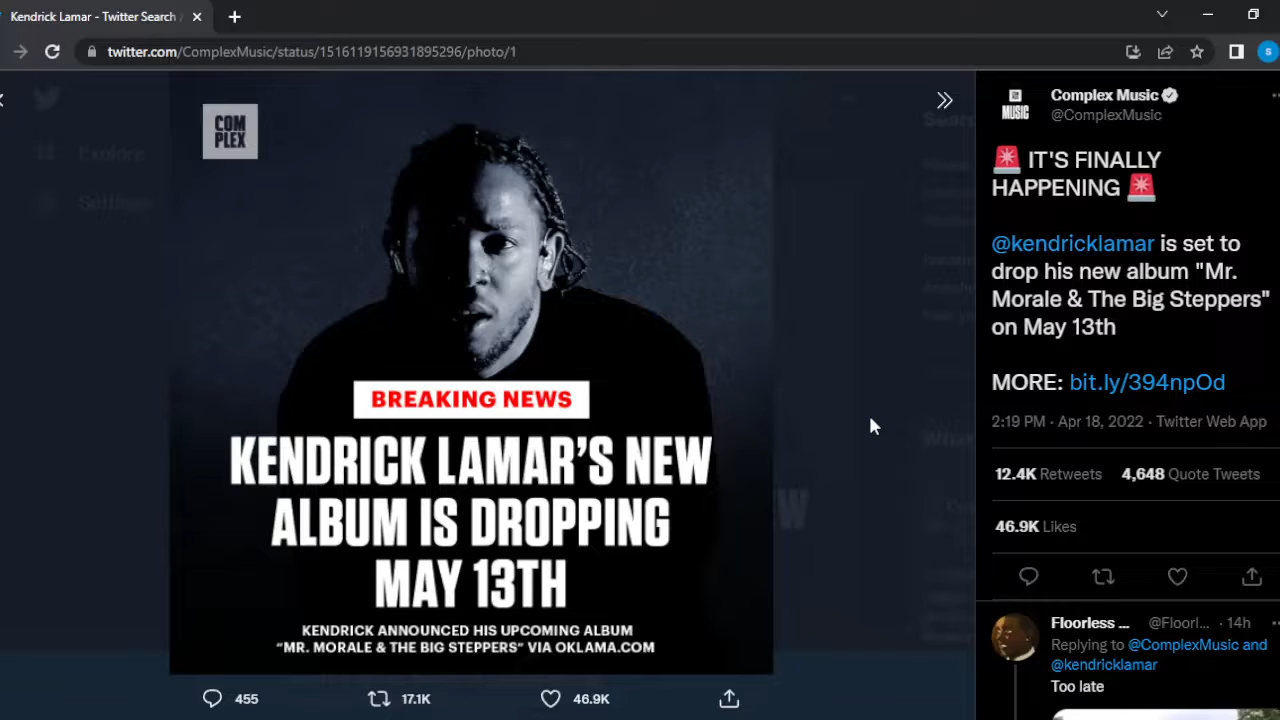 Kendrick Lamar - Twitter Search
twitter.com/ComplexMusic/status/1516119156931895296/photo/1
S
COM
PLEX
Explore
Settings
BREAKING NEWS
KENDRICK LAMAR'S NEW
ALBUM IS DROPPING
MAY 13TH
KENDRICK ANNOUNCED HIS UPCOMING ALBUM
"MR. MORALE & THE BIG STEPPERS" VIA OKLAMA.COM
455
17.1K
46.9K
MUSIC
Complex Music
@ComplexMusic
IT'S FINALLY
HAPPENING
@kendricklamar is set to
drop his new album "Mr.
Morale & The Big Steppers"
on May 13th
MORE: bit.ly/394npOd
2:19 PM · Apr 18, 2022 · Twitter Web App
12.4K Retweets 4,648 Quote Tweets
46.9K Likes
Floorless ... @Floorl... · 14h
Replying to @ComplexMusic and
@kendricklamar
Too late